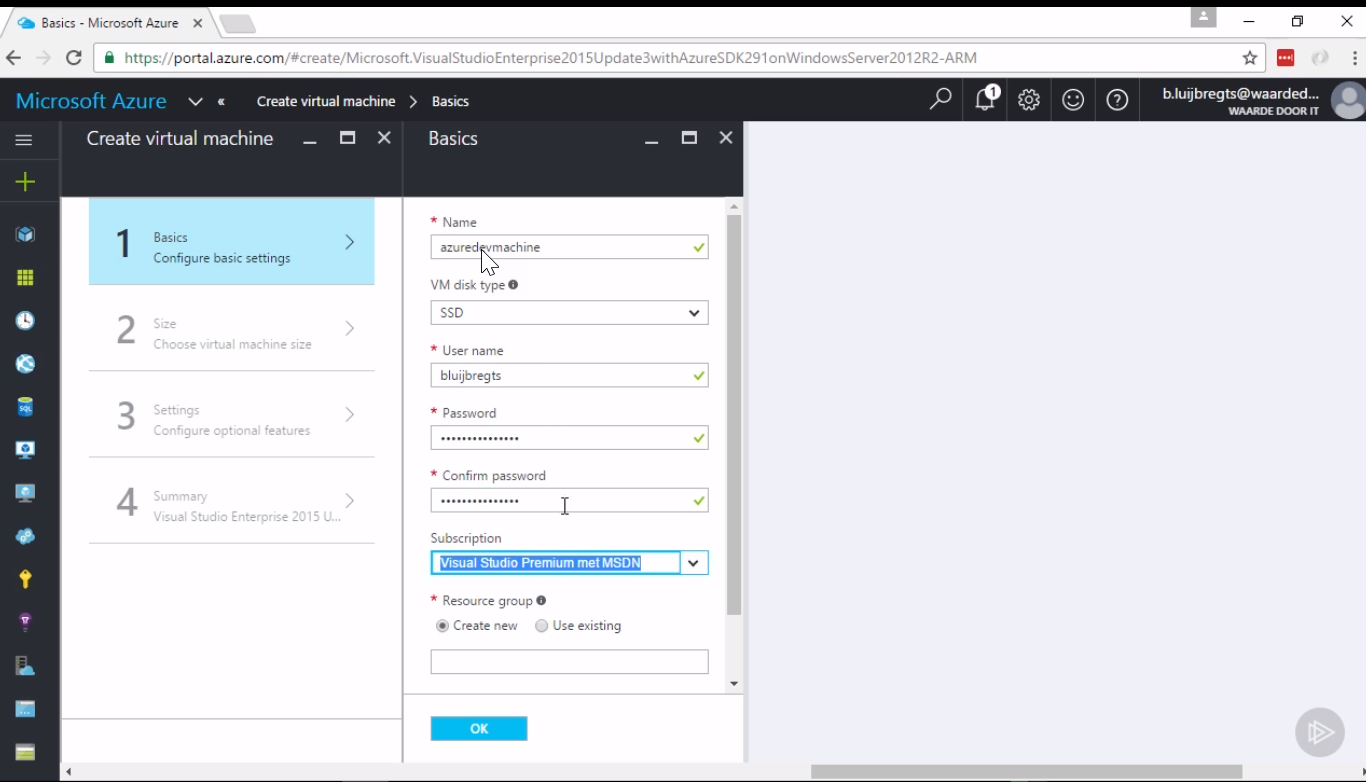 Basics - Microsoft Azure
https://portal.azure.com/#create/Microsoft.VisualStudioEnterprise2015Update3withAzureSDK291onWindowsServer2012R2-ARM
Microsoft Azure
Create virtual machine > Basics
1
b.luijbregts@waarded...
WAARDE DOOR IT
Create virtual machine
Basics
1
Basics
Configure basic settings
2
Size
Choose virtual machine size
3
Settings
Configure optional features
4
Summary
Visual Studio Enterprise 2015 U...
* Name
azuredevmachine
VM disk type
SSD
* User name
bluijbregts
* Password
•••••••••••••••
* Confirm password
•••••••••••••••
Subscription
Visual Studio Premium met MSDN
* Resource group
Create new
Use existing
OK
SQL